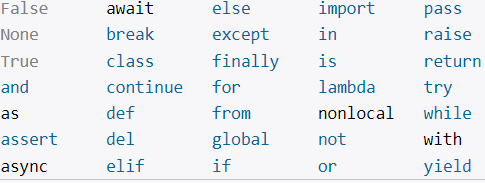 False await else import pass
None break except in raise
True class finally is return
and continue for lambda try
as def from nonlocal while
assert del global not with
async elif if or yield